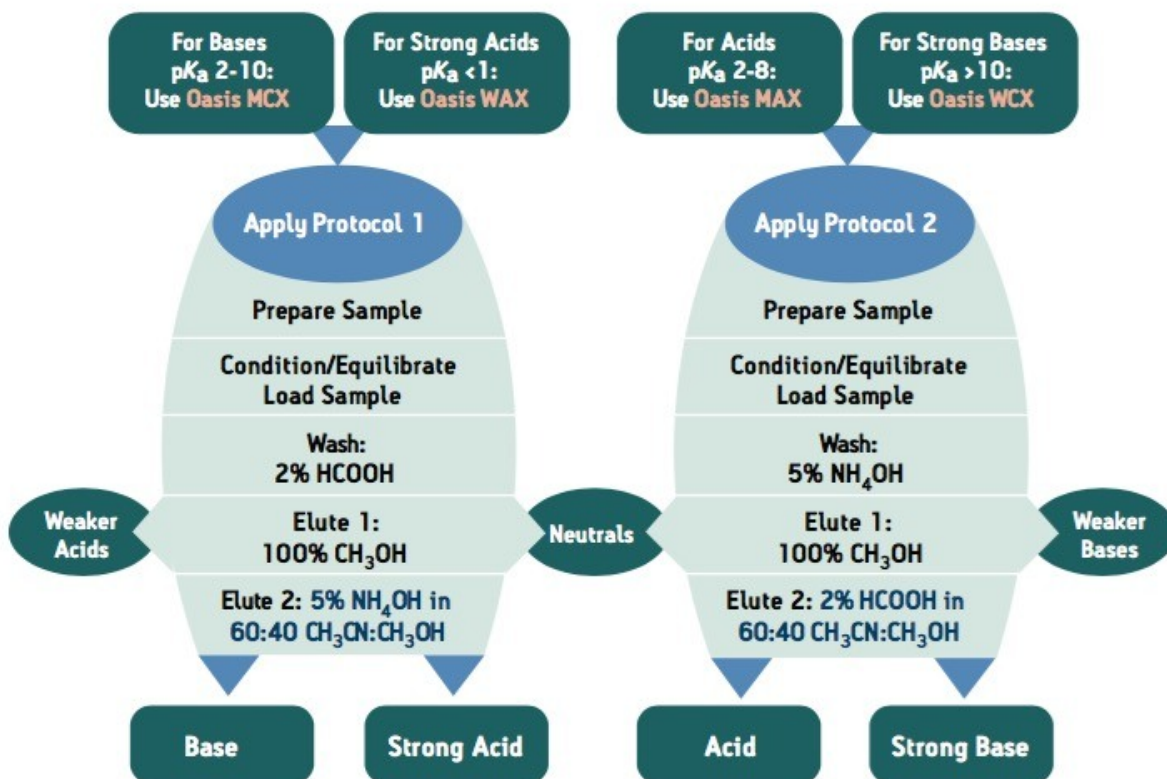 For Bases
pKa 2-10:
Use Oasis MCX
For Strong Acids
pKa <1:
Use Oasis WAX
For Acids
pKa 2-8:
Use Oasis MAX
For Strong Bases
pKa >10:
Use Oasis WCX
Apply Protocol 1
Prepare Sample
Condition/Equilibrate
Load Sample
Wash:
2% HCOOH
Weaker
Acids
Elute 1:
100% CH₃OH
Neutrals
Elute 2: 5% NH₄OH in
60:40 CH₃CN:CH₃OH
Base
Strong Acid
Apply Protocol 2
Prepare Sample
Condition/Equilibrate
Load Sample
Wash:
5% NH₄OH
Elute 1:
100% CH₃OH
Weaker
Bases
Elute 2: 2% HCOOH in
60:40 CH₃CN:CH₃OH
Acid
Strong Base